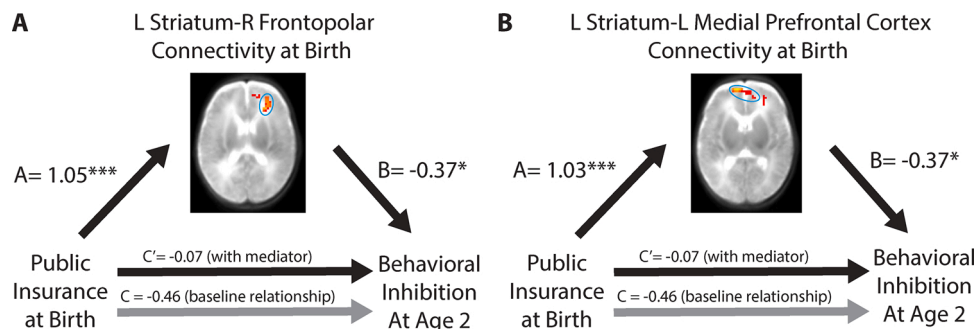 A
L Striatum-R Frontopolar
Connectivity at Birth
A= 1.05***
B= -0.37*
Public
Insurance
at Birth
C'= -0.07 (with mediator)
C = -0.46 (baseline relationship)
Behavioral
Inhibition
At Age 2
B
L Striatum-L Medial Prefrontal Cortex
Connectivity at Birth
A= 1.03***
B= -0.37*
Public
Insurance
at Birth
C'= -0.07 (with mediator)
C = -0.46 (baseline relationship)
Behavioral
Inhibition
At Age 2